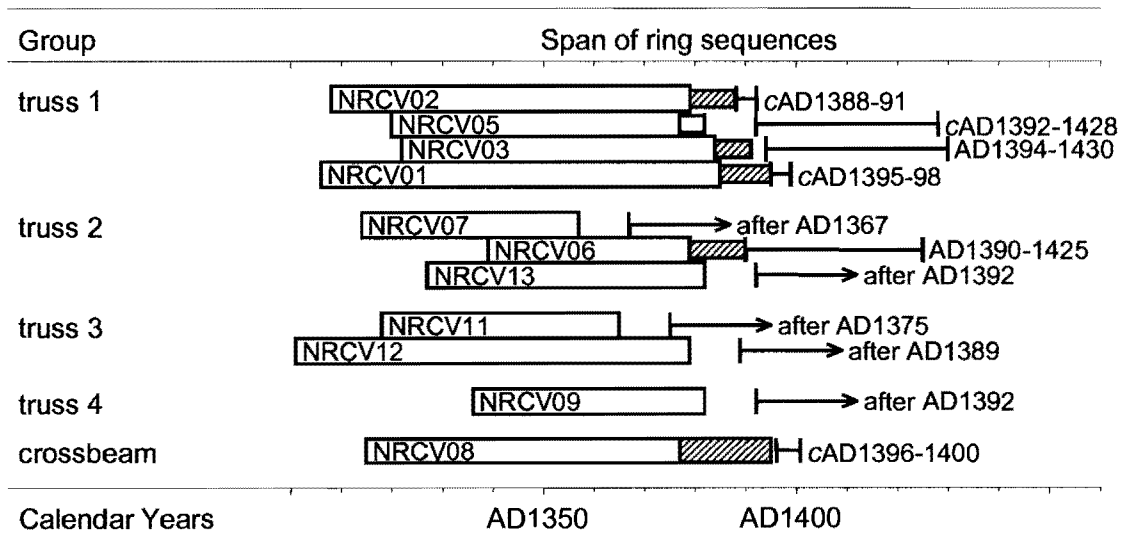 Group Span of ring sequences
truss 1 NRCV02 cAD1388-91
NRCV05 cAD1392-1428
NRCV03 AD1394-1430
NRCV01 cAD1395-98
truss 2 NRCV07 after AD1367
NRCV06 AD1390-1425
NRCV13 after AD1392
truss 3 NRCV11 after AD1375
NRCV12 after AD1389
truss 4 NRCV09 after AD1392
crossbeam NRCV08 cAD1396-1400
Calendar Years AD1350 AD1400